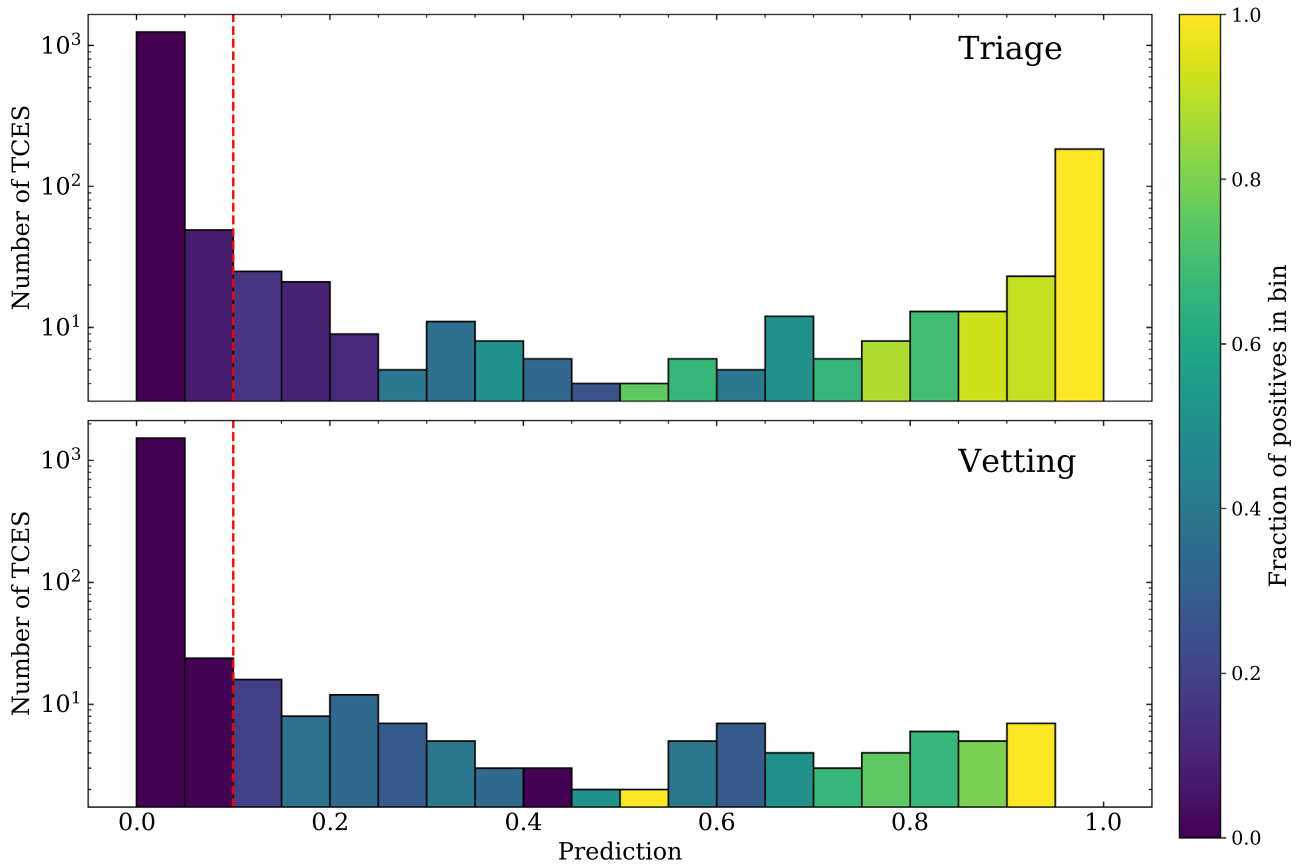 Triage
Number of TCES
10³
10²
10¹
Vetting
Number of TCES
10³
10²
10¹
0.0 0.2 0.4 0.6 0.8 1.0
Prediction
1.0
0.8
0.6
0.4
0.2
0.0
Fraction of positives in bin